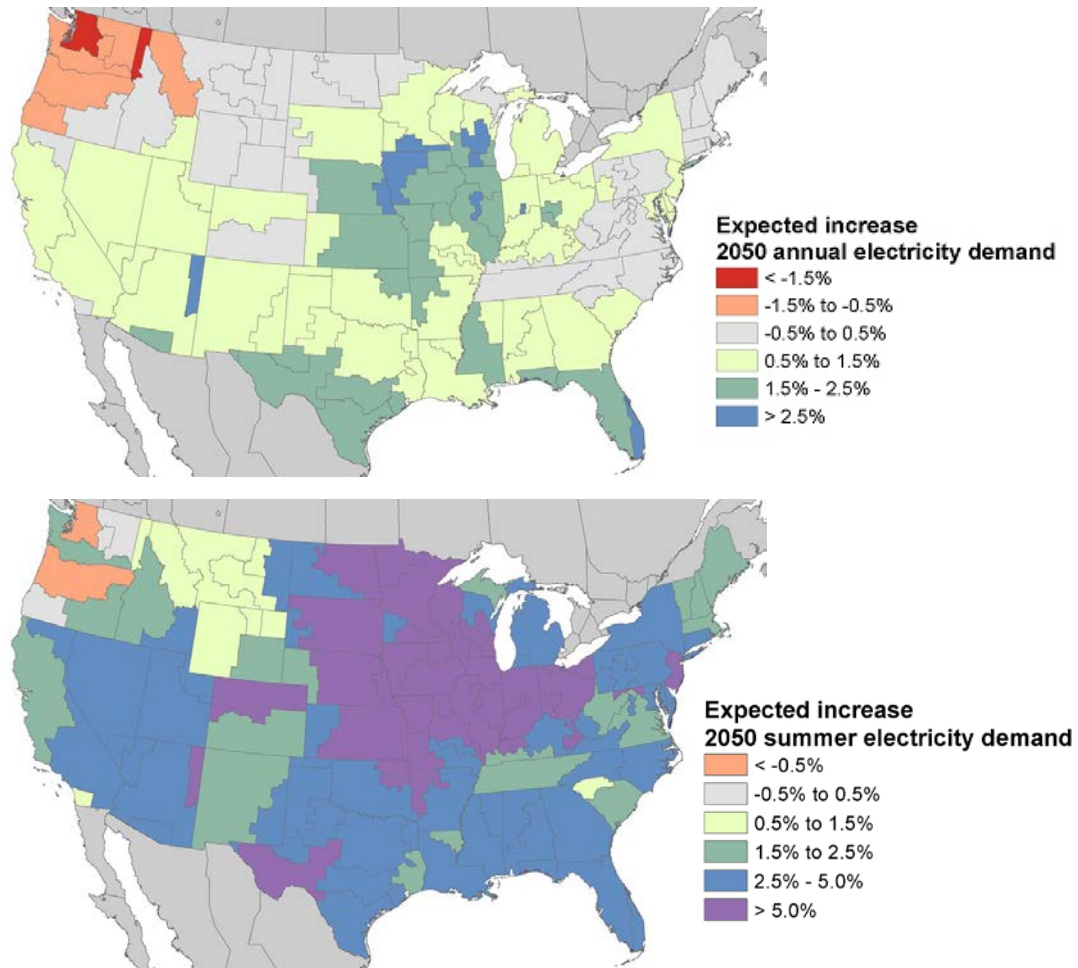 Expected increase
2050 annual electricity demand
< -1.5%
-1.5% to -0.5%
-0.5% to 0.5%
0.5% to 1.5%
1.5% - 2.5%
> 2.5%
Expected increase
2050 summer electricity demand
< -0.5%
-0.5% to 0.5%
0.5% to 1.5%
1.5% to 2.5%
2.5% - 5.0%
> 5.0%